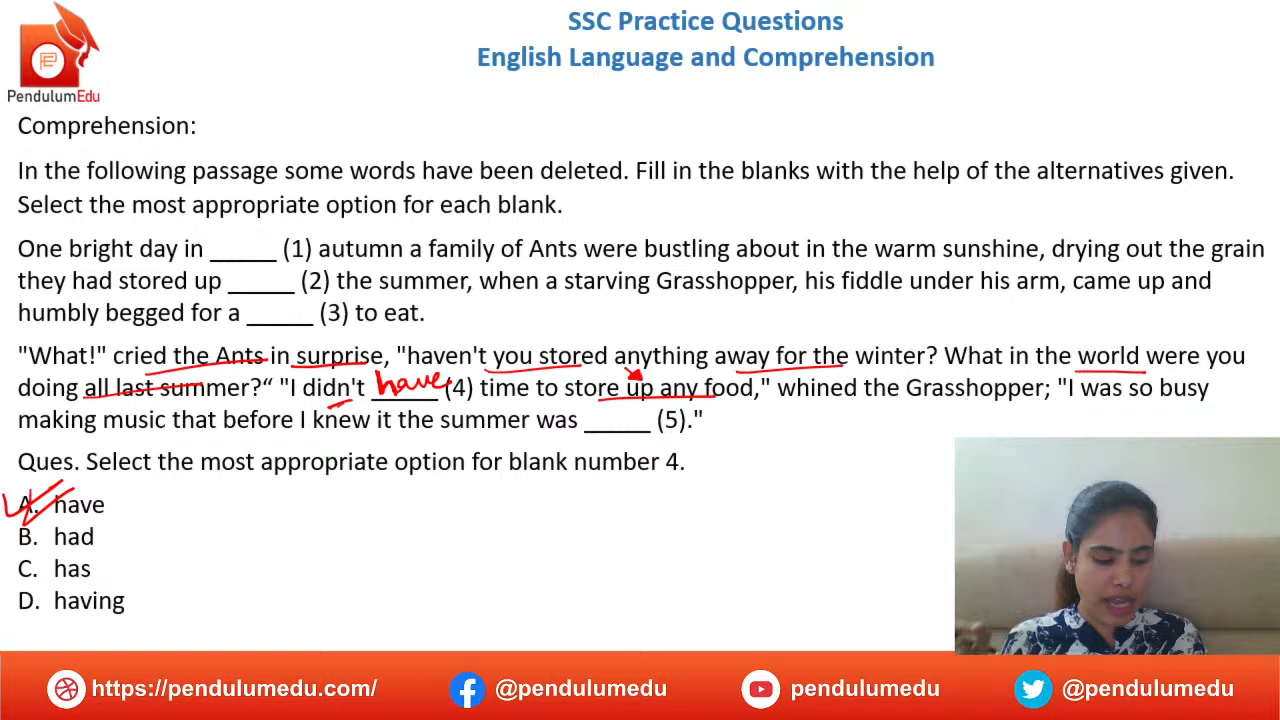 SSC Practice Questions
English Language and Comprehension
PendulumEdu
Comprehension:
In the following passage some words have been deleted. Fill in the blanks with the help of the alternatives given.
Select the most appropriate option for each blank.
One bright day in _____ (1) autumn a family of Ants were bustling about in the warm sunshine, drying out the grain
they had stored up _____ (2) the summer, when a starving Grasshopper, his fiddle under his arm, came up and
humbly begged for a _____ (3) to eat.
"What!" cried the Ants in surprise, "haven't you stored anything away for the winter? What in the world were you
doing all last summer?“ "I didn't have (4) time to store up any food," whined the Grasshopper; "I was so busy
making music that before I knew it the summer was _____ (5)."
Ques. Select the most appropriate option for blank number 4.
A. have
B. had
C. has
D. having
https://pendulumedu.com/ @pendulumedu pendulumedu @pendulumedu